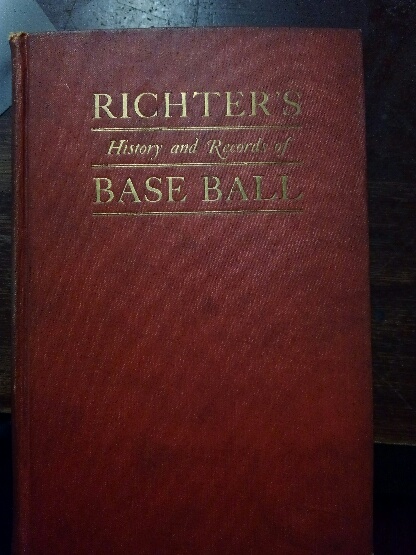 RICHTER'S
History and Records of
BASE BALL